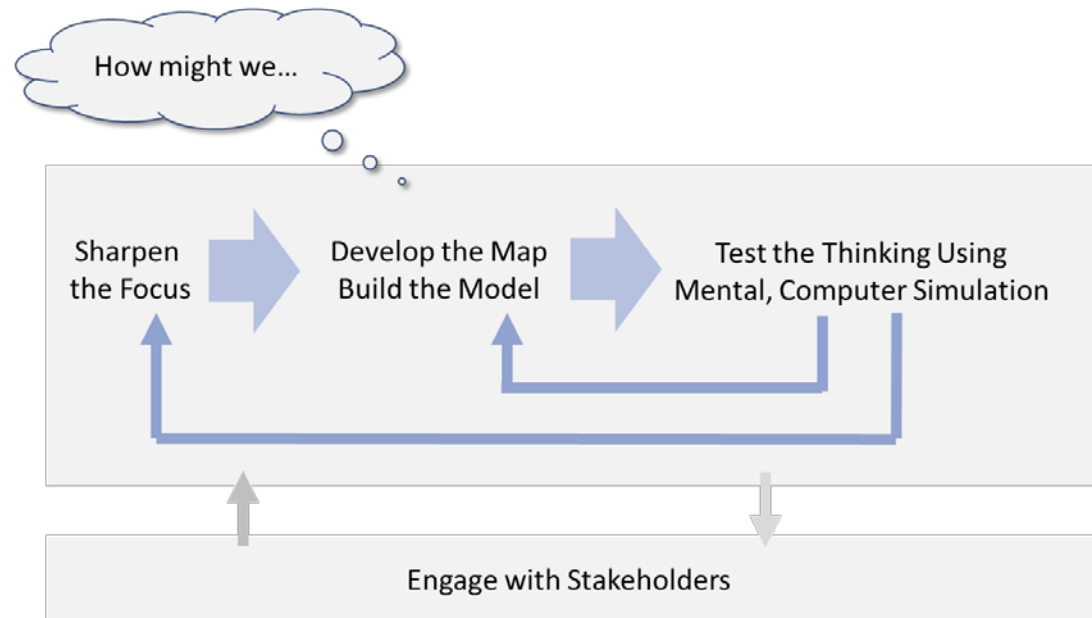 How might we...
Sharpen
the Focus
Develop the Map
Build the Model
Test the Thinking Using
Mental, Computer Simulation
Engage with Stakeholders